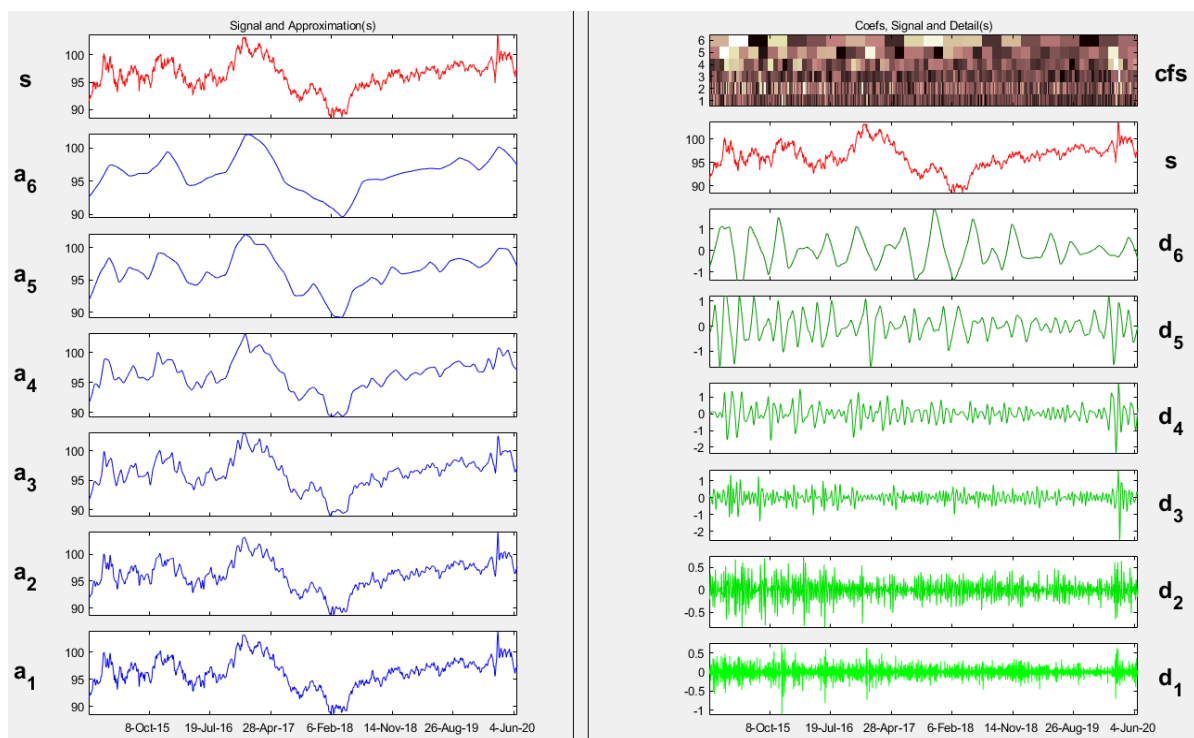 Signal and Approximation(s)
s
100
95
90
a6
100
95
90
a5
100
95
90
a4
100
95
90
a3
100
95
90
a2
100
95
90
a1
100
95
90
8-Oct-15 19-Jul-16 28-Apr-17 6-Feb-18 14-Nov-18 26-Aug-19 4-Jun-20
Coefs, Signal and Detail(s)
6
5
4
3
2
1
cfs
100
95
90
s
1
0
-1
d6
1
0
-1
d5
1
0
-1
-2
d4
1
0
-1
-2
d3
0.5
0
-0.5
d2
0.5
0
-0.5
-1
d1
8-Oct-15 19-Jul-16 28-Apr-17 6-Feb-18 14-Nov-18 26-Aug-19 4-Jun-20